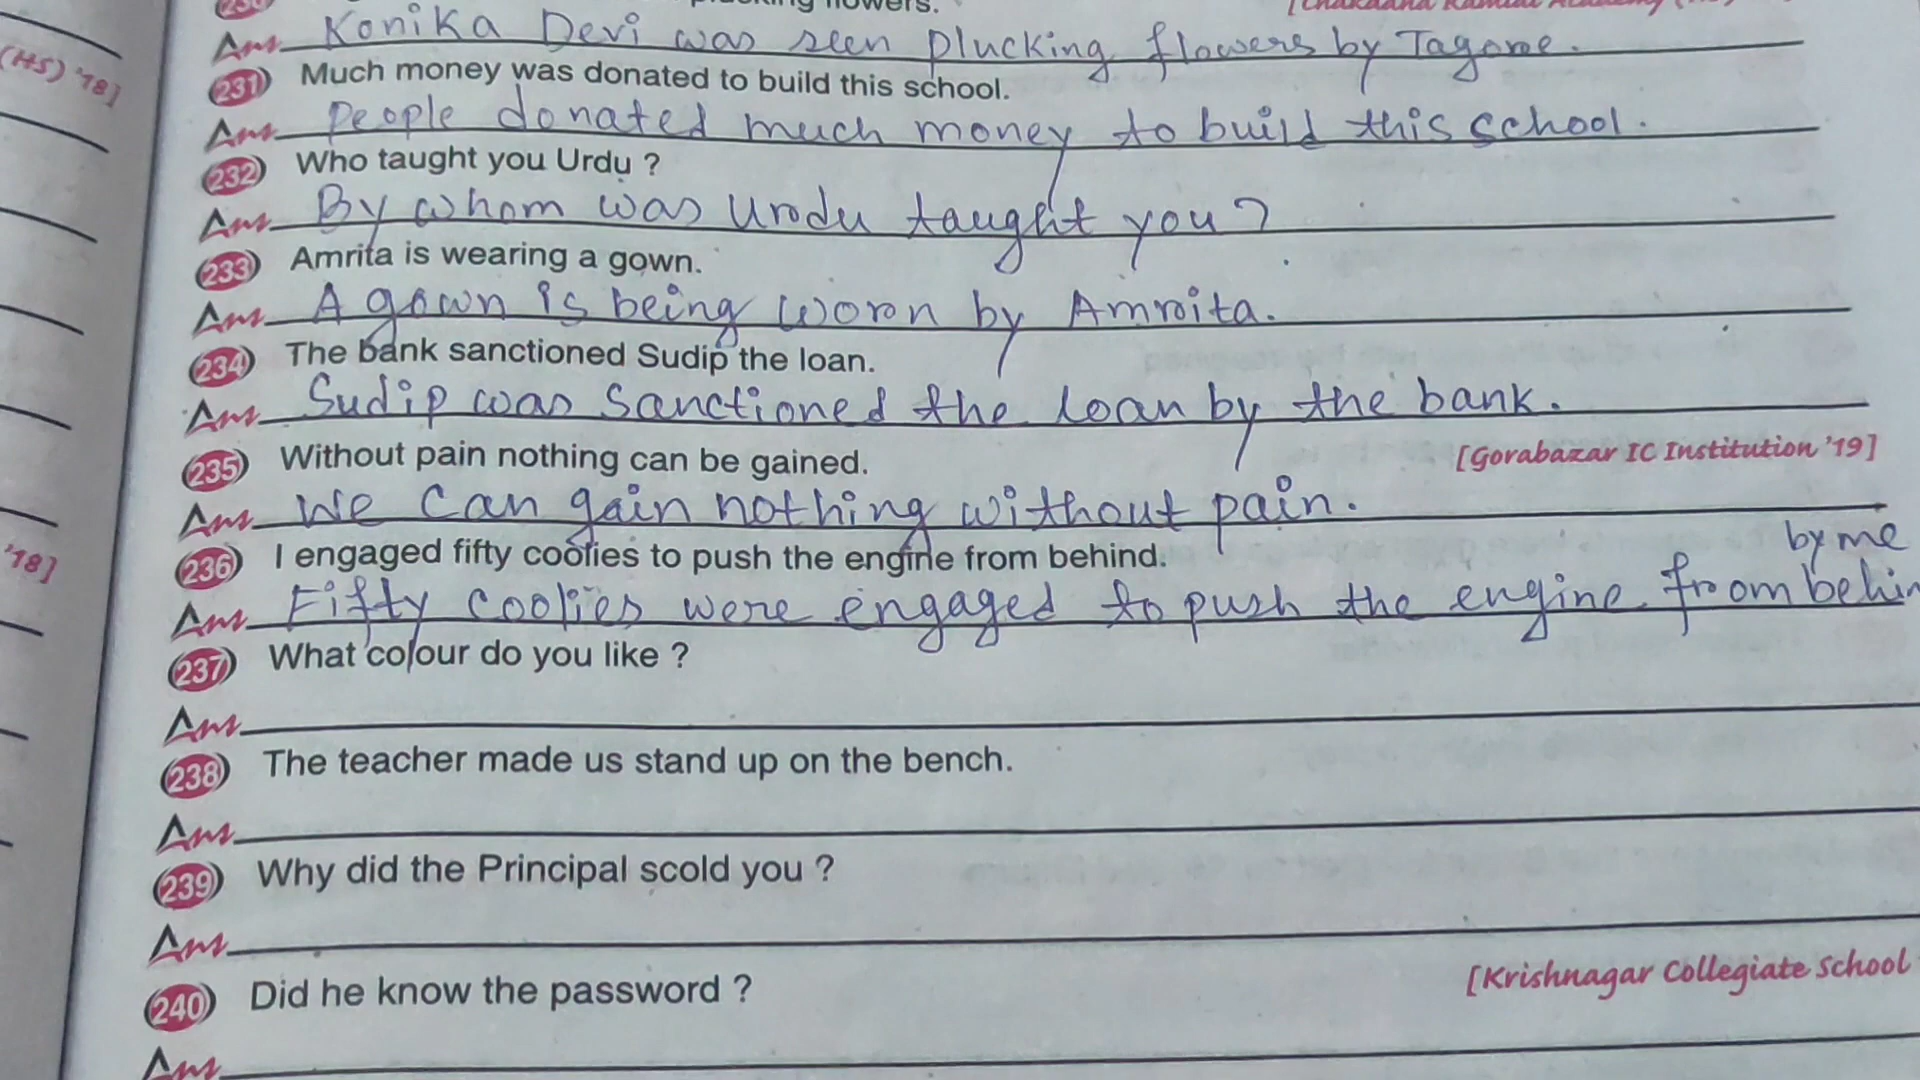 flowers.
Ans Konika Devi was seen plucking flowers by Tagore.
(HS) '18]
231 Much money was donated to build this school.
Ans People donated much money to build this school.
232 Who taught you Urdu ?
Ans By whom was Urdu taught you?
233 Amrita is wearing a gown.
Ans A gown is being worn by Amrita.
234 The bank sanctioned Sudip the loan.
Ans Sudip was sanctioned the loan by the bank.
235 Without pain nothing can be gained. [Gorabazar IC Institution '19]
Ans We can gain nothing without pain.
236 I engaged fifty coolies to push the engine from behind.
by me
Ans Fifty coolies were engaged to push the engine from behin
'18]
237 What colour do you like ?
Ans
238 The teacher made us stand up on the bench.
Ans
239 Why did the Principal scold you ?
Ans
240 Did he know the password ? [Krishnagar Collegiate School
Ans